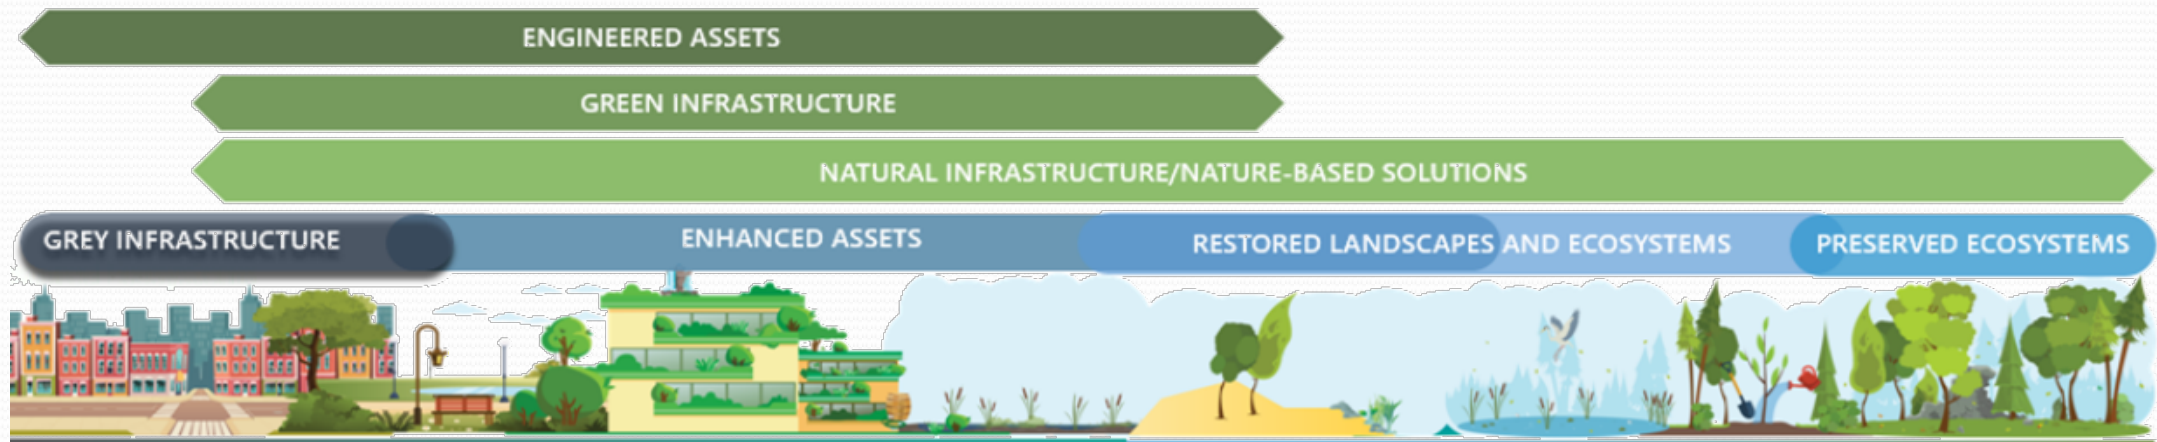 ENGINEERED ASSETS
GREEN INFRASTRUCTURE
NATURAL INFRASTRUCTURE/NATURE-BASED SOLUTIONS
GREY INFRASTRUCTURE
ENHANCED ASSETS
RESTORED LANDSCAPES AND ECOSYSTEMS
PRESERVED ECOSYSTEMS